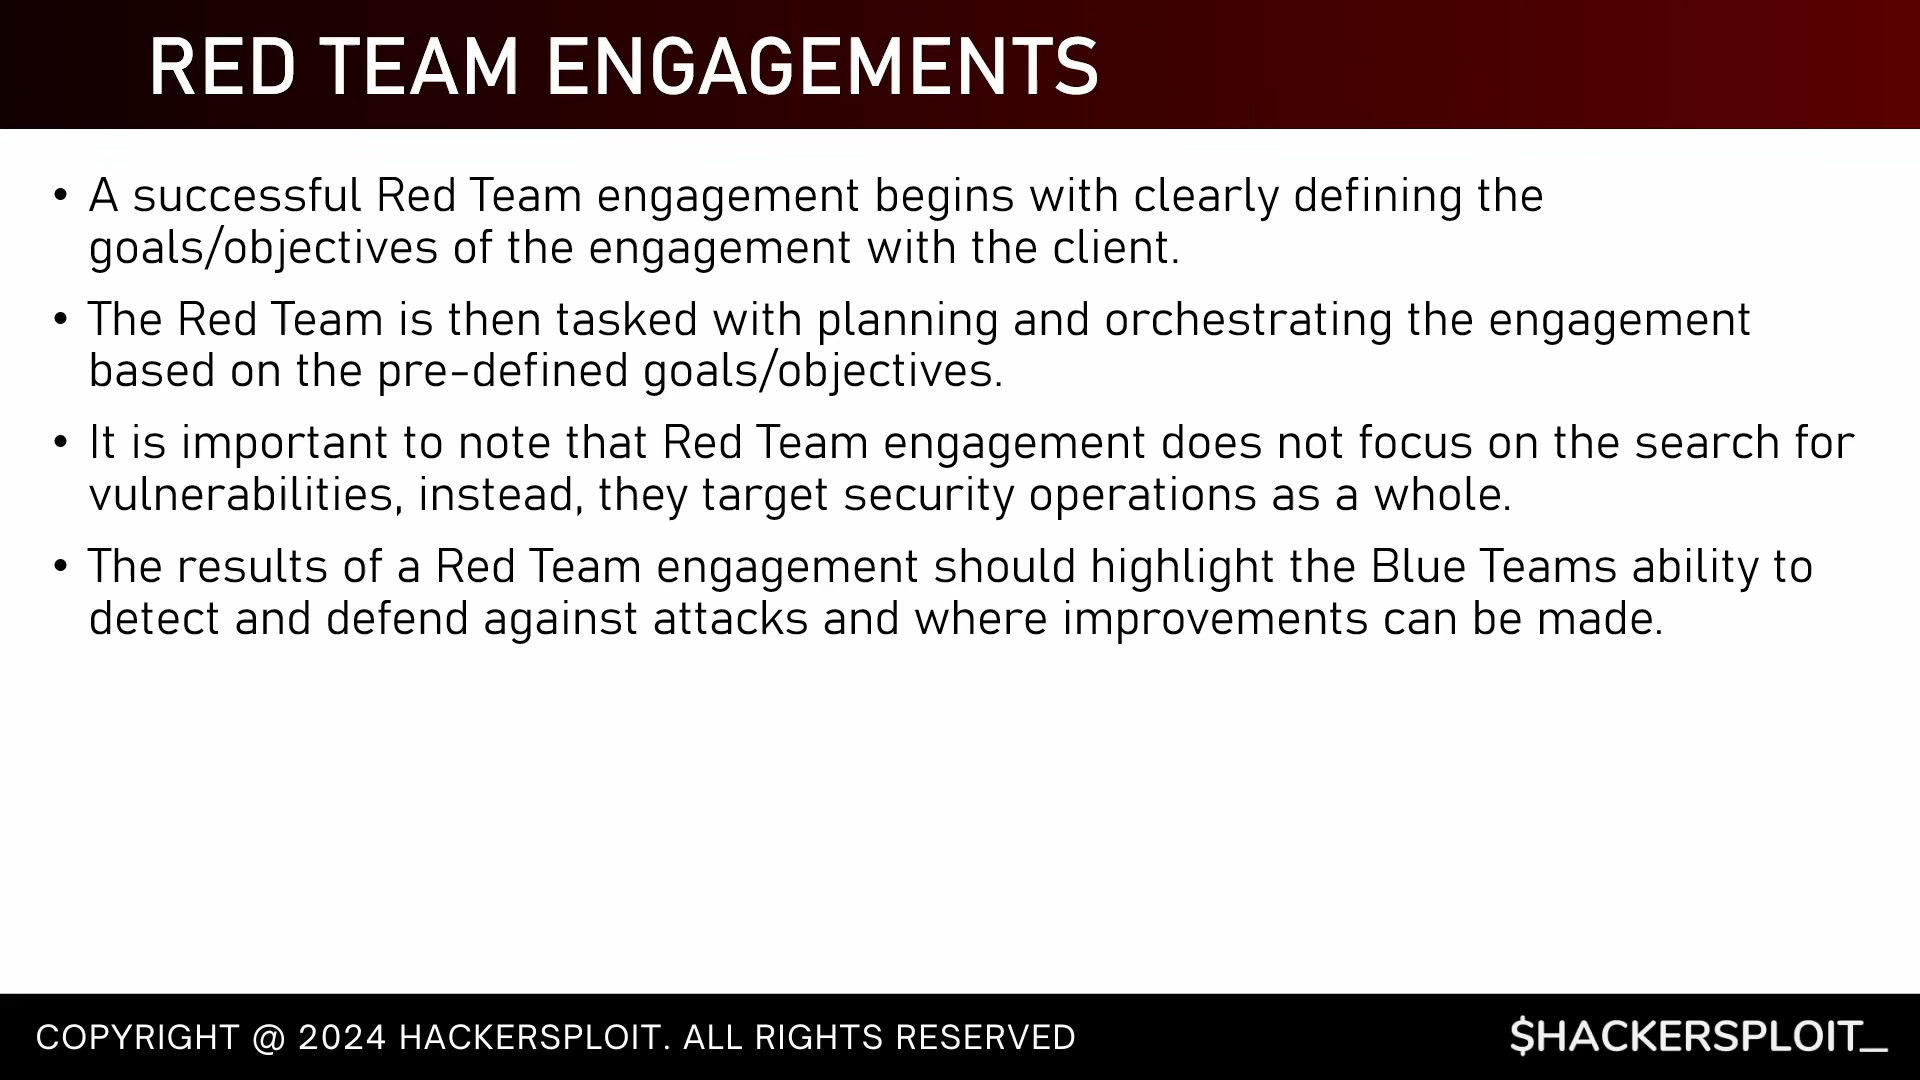 RED TEAM ENGAGEMENTS
• A successful Red Team engagement begins with clearly defining the
goals/objectives of the engagement with the client.
• The Red Team is then tasked with planning and orchestrating the engagement
based on the pre-defined goals/objectives.
• It is important to note that Red Team engagement does not focus on the search for
vulnerabilities, instead, they target security operations as a whole.
• The results of a Red Team engagement should highlight the Blue Teams ability to
detect and defend against attacks and where improvements can be made.
COPYRIGHT @ 2024 HACKERSPLOIT. ALL RIGHTS RESERVED
$HACKERSPLOIT_